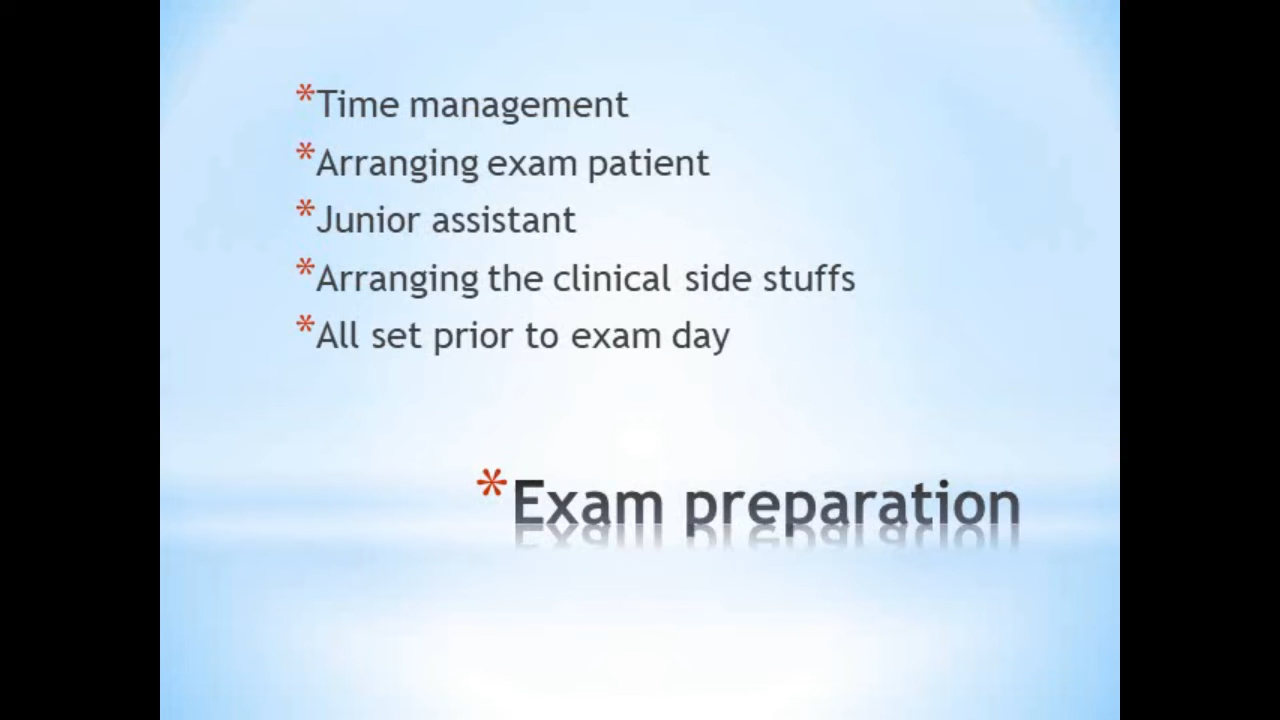 *Time management
*Arranging exam patient
*Junior assistant
*Arranging the clinical side stuffs
*All set prior to exam day
*Exam preparation